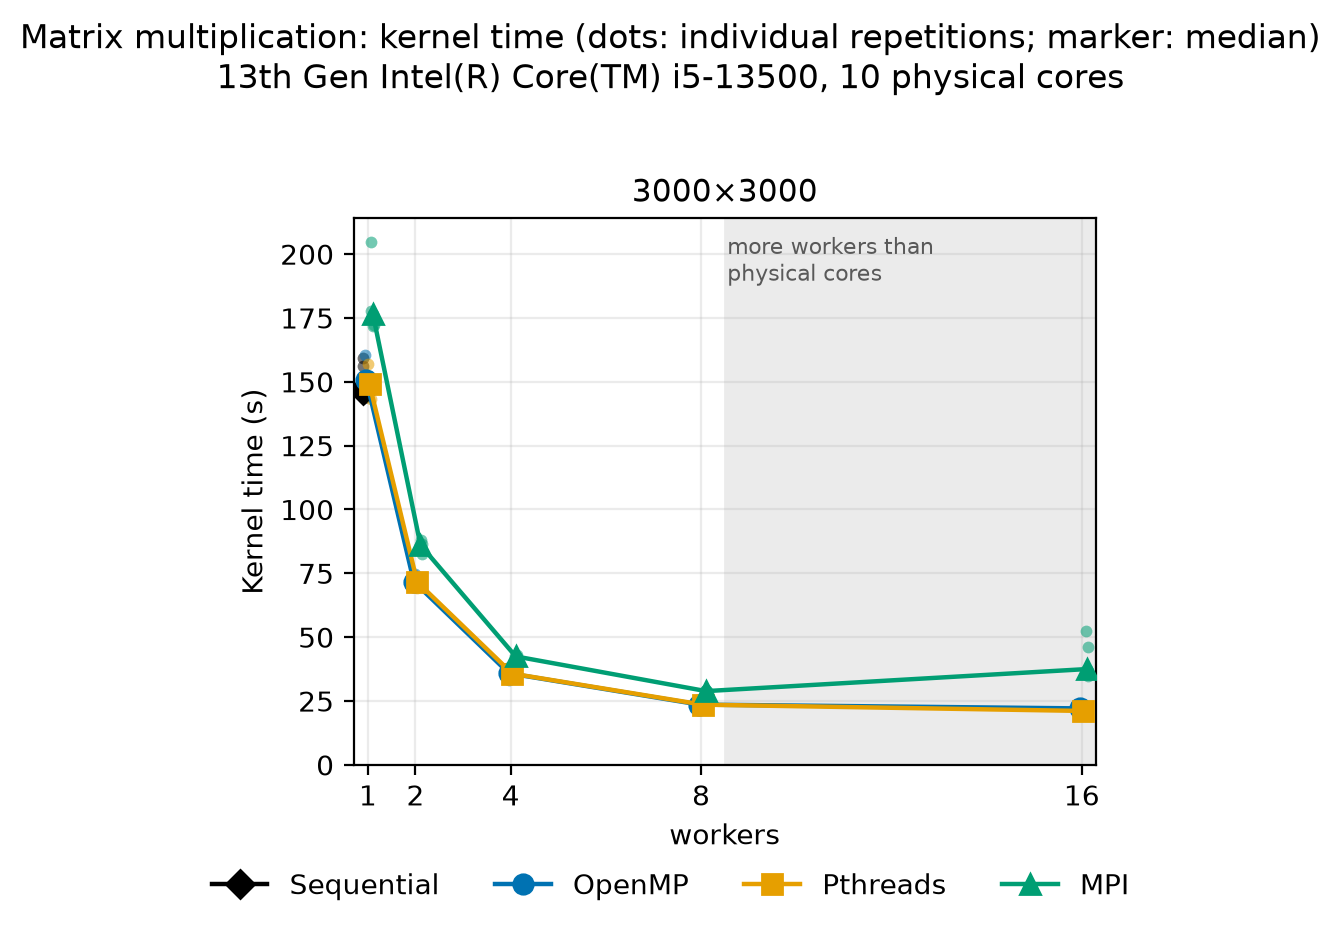 Matrix multiplication: kernel time (dots: individual repetitions; marker: median)
13th Gen Intel(R) Core(TM) i5-13500, 10 physical cores
3000×3000
more workers than
physical cores
Kernel time (s)
200
175
150
125
100
75
50
25
0
1 2 4 8 16
workers
Sequential OpenMP Pthreads MPI